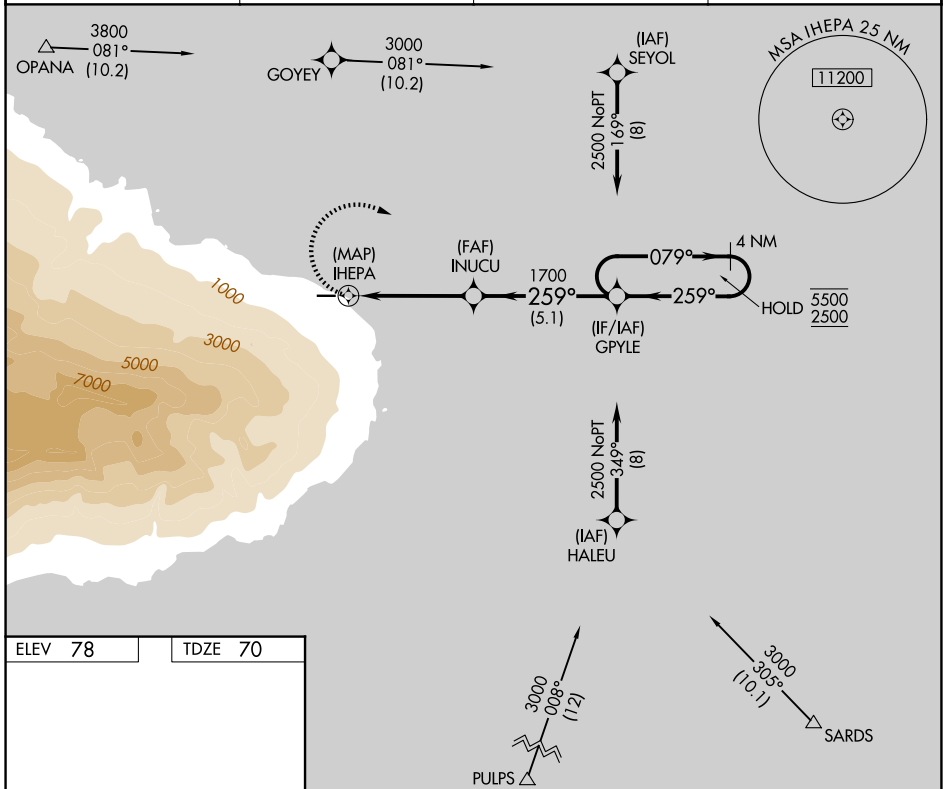 3800
081°
(10.2)
OPANA
3000
081°
(10.2)
GOYEY
(IAF)
SEYOL
2500 NoPT
169°
(8)
MSA IHEPA 25 NM
11200
(MAP)
IHEPA
(FAF)
INUCU
1700
259°
(5.1)
079°
4 NM
259°
HOLD
5500
2500
(IF/IAF)
GPYLE
1000
3000
5000
7000
2500 NoPT
349°
(8)
(IAF)
HALEU
ELEV 78
TDZE 70
3000
008°
(12)
PULPS
3000
305°
(10.1)
SARDS